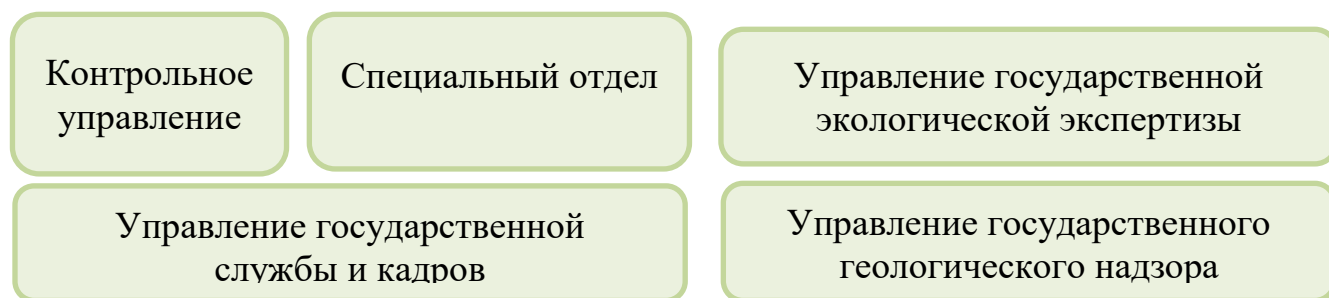 Контрольное
управление
Специальный отдел
Управление государственной
экологической экспертизы
Управление государственной
службы и кадров
Управление государственного
геологического надзора